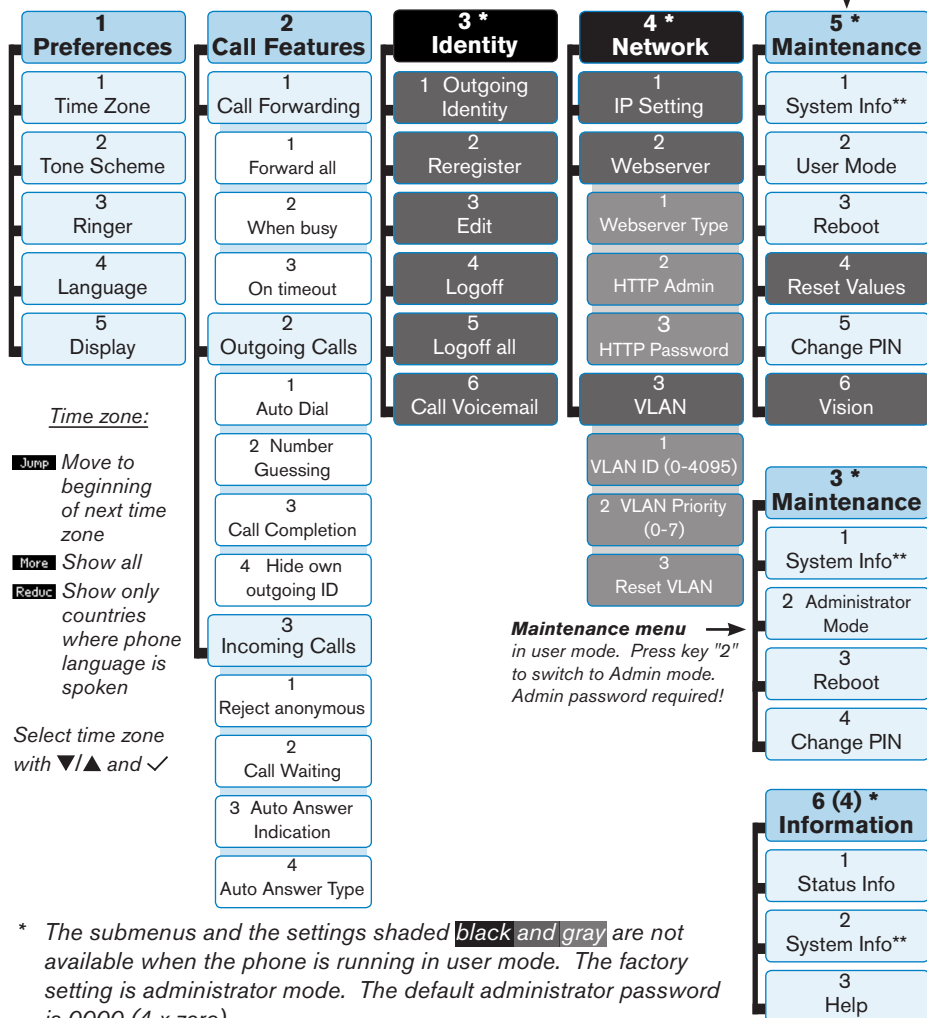 1
Preferences
1
Time Zone
2
Tone Scheme
3
Ringer
4
Language
5
Display
Time zone:
Jump Move to
beginning
of next time
zone
More Show all
Reduc Show only
countries
where phone
language is
spoken
Select time zone
with ▼/▲ and ✓
2
Call Features
1
Call Forwarding
1
Forward all
2
When busy
3
On timeout
2
Outgoing Calls
1
Auto Dial
2 Number
Guessing
3
Call Completion
4 Hide own
outgoing ID
3
Incoming Calls
1
Reject anonymous
2
Call Waiting
3 Auto Answer
Indication
4
Auto Answer Type
3 *
Identity
1 Outgoing
Identity
2
Reregister
3
Edit
4
Logoff
5
Logoff all
6
Call Voicemail
4 *
Network
1
IP Setting
2
Webserver
1
Webserver Type
2
HTTP Admin
3
HTTP Password
3
VLAN
1
VLAN ID (0-4095)
2 VLAN Priority
(0-7)
3
Reset VLAN
5 *
Maintenance
1
System Info**
2
User Mode
3
Reboot
4
Reset Values
5
Change PIN
6
Vision
Maintenance menu
in user mode. Press key "2"
to switch to Admin mode.
Admin password required!
3 *
Maintenance
1
System Info**
2 Administrator
Mode
3
Reboot
4
Change PIN
6 (4) *
Information
1
Status Info
2
System Info**
3
Help
* The submenus and the settings shaded black and gray are not
available when the phone is running in user mode. The factory
setting is administrator mode. The default administrator password
is 0000 (4 x zero)